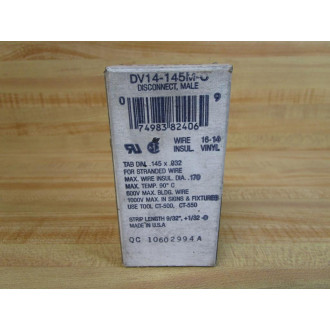 DV14-145M-C
DISCONNECT, MALE
0 9
74983 82406
WIRE 16-14
INSUL. VINYL
TAB DIM. .145 x .032
FOR STRANDED WIRE
MAX. WIRE INSUL. DIA. .170
MAX. TEMP. 90° C
600V MAX. BLDG. WIRE
1000V MAX. IN SIGNS & FIXTURES
USE TOOL CT-500, CT-550
STRIP LENGTH 9/32", +1/32 -0
MADE IN U.S.A.
QC 10602994A